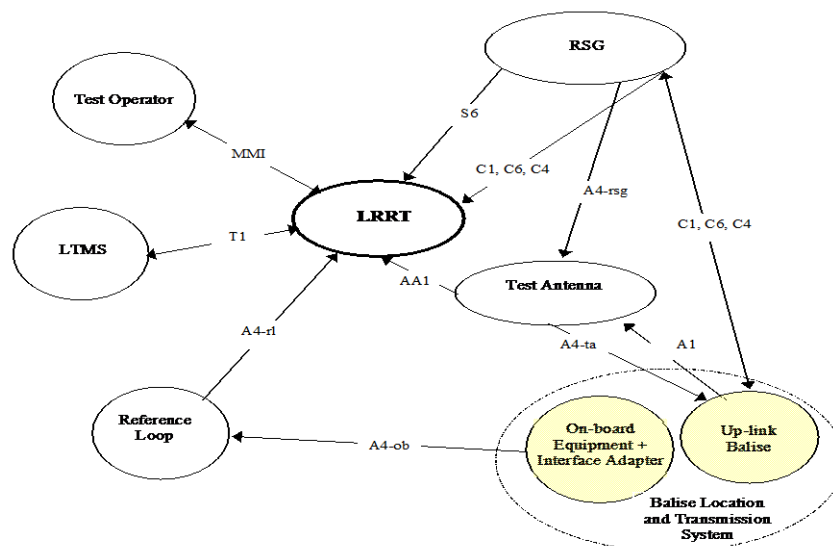 RSG
Test Operator
S6
MMI
C1, C6, C4
A4-rsg
LRRT
C1, C6, C4
LTMS
T1
AA1
Test Antenna
A4-rl
A4-ta
A1
Reference
Loop
A4-ob
On-board
Equipment +
Interface Adapter
Up-link
Balise
Balise Location
and Transmission
System